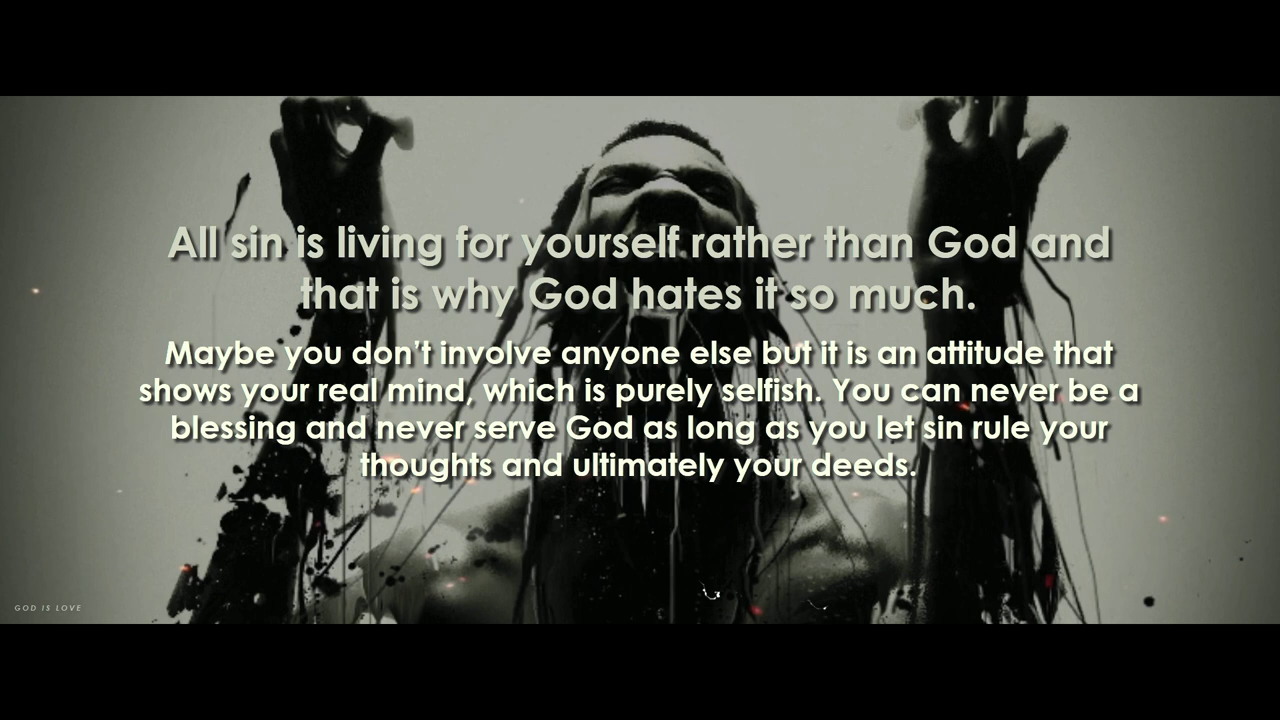 All sin is living for yourself rather than God and
that is why God hates it so much.
Maybe you don’t involve anyone else but it is an attitude that
shows your real mind, which is purely selfish. You can never be a
blessing and never serve God as long as you let sin rule your
thoughts and ultimately your deeds.
GOD IS LOVE